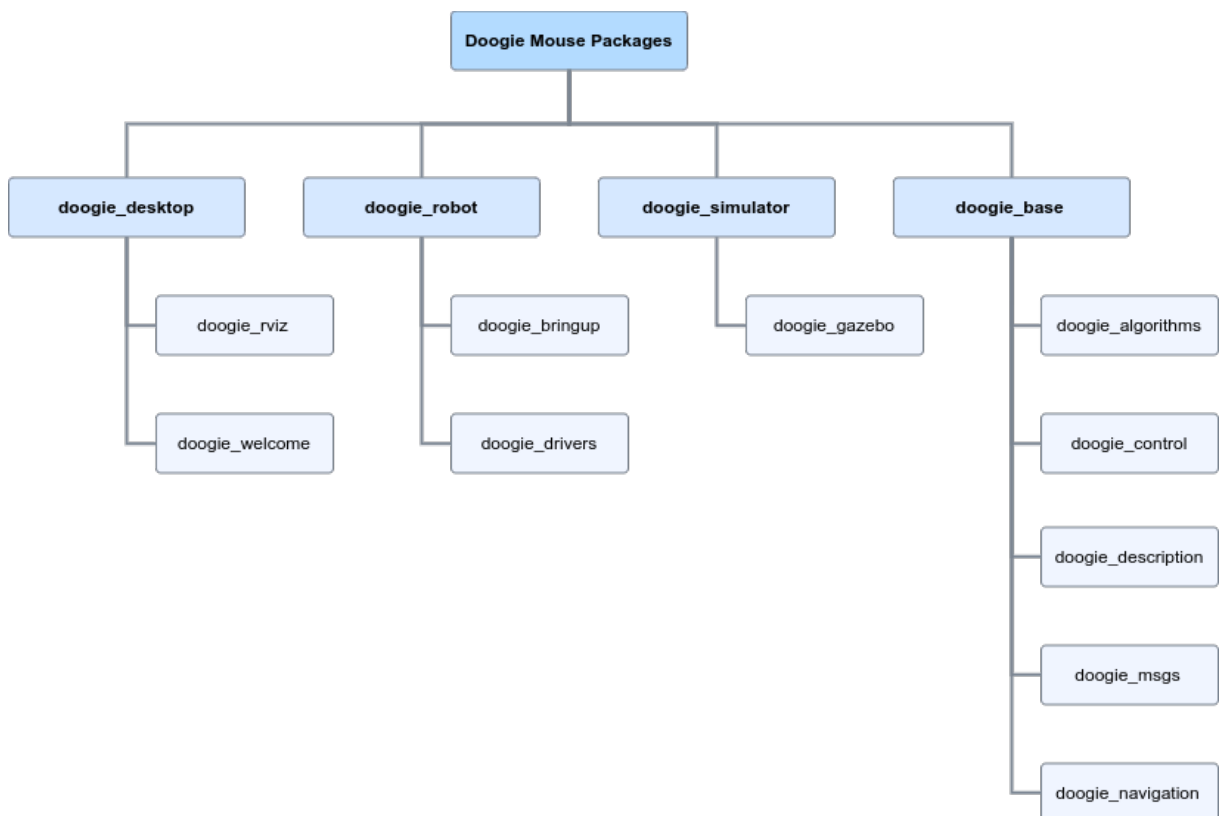 Doogie Mouse Packages
doogie_desktop
doogie_robot
doogie_simulator
doogie_base
doogie_rviz
doogie_bringup
doogie_gazebo
doogie_algorithms
doogie_welcome
doogie_drivers
doogie_control
doogie_description
doogie_msgs
doogie_navigation